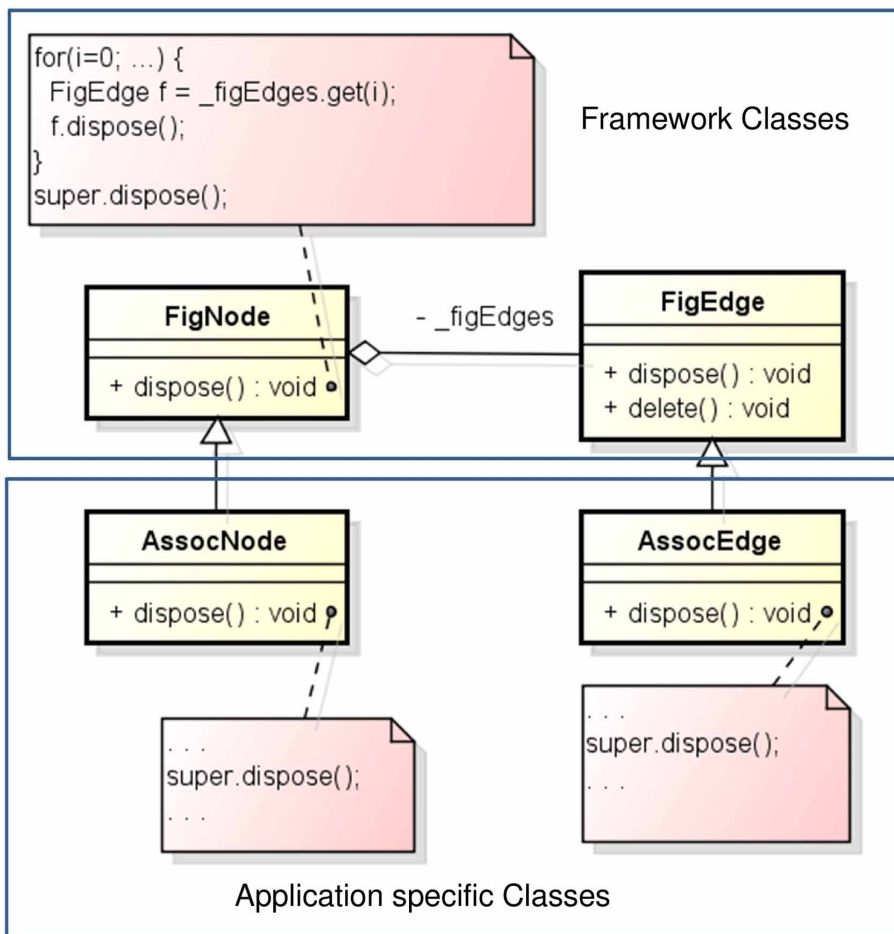 for(i=0; ...) {
FigEdge f = _figEdges.get(i);
f.dispose();
}
super.dispose();
Framework Classes
FigNode
+ dispose() : void
- _figEdges
FigEdge
+ dispose() : void
+ delete() : void
AssocNode
+ dispose() : void
AssocEdge
+ dispose() : void
. . .
super.dispose();
. . .
. . .
super.dispose();
. . .
Application specific Classes